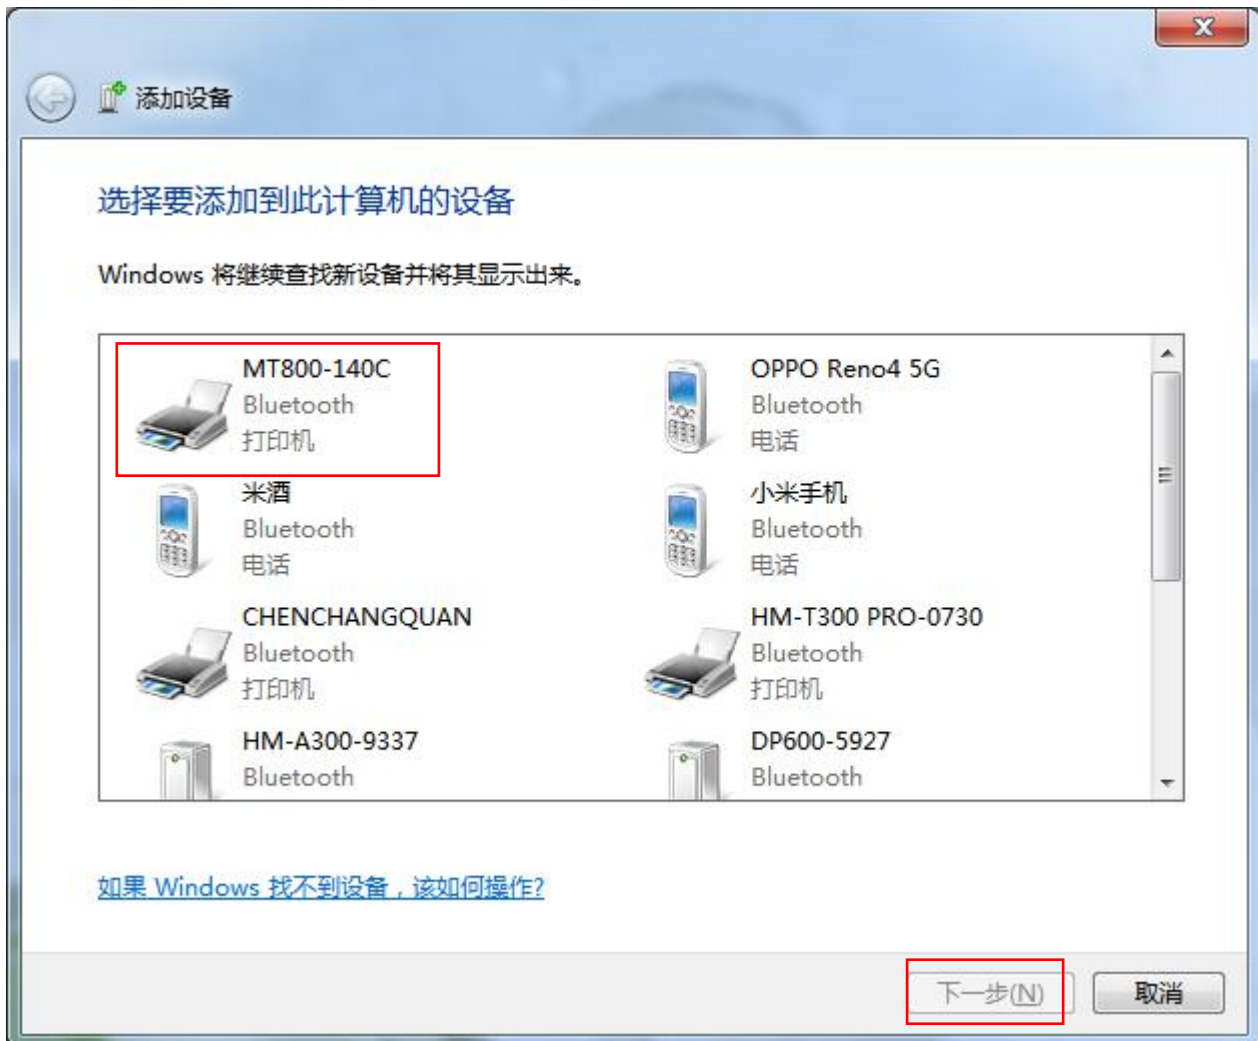 添加设备
选择要添加到此计算机的设备
Windows 将继续查找新设备并将其显示出来。
MT800-140C
Bluetooth
打印机
OPPO Reno4 5G
Bluetooth
电话
米酒
Bluetooth
电话
小米手机
Bluetooth
电话
CHENCHANGQUAN
Bluetooth
打印机
HM-T300 PRO-0730
Bluetooth
打印机
HM-A300-9337
Bluetooth
DP600-5927
Bluetooth
如果 Windows 找不到设备，该如何操作?
下一步(N)
取消